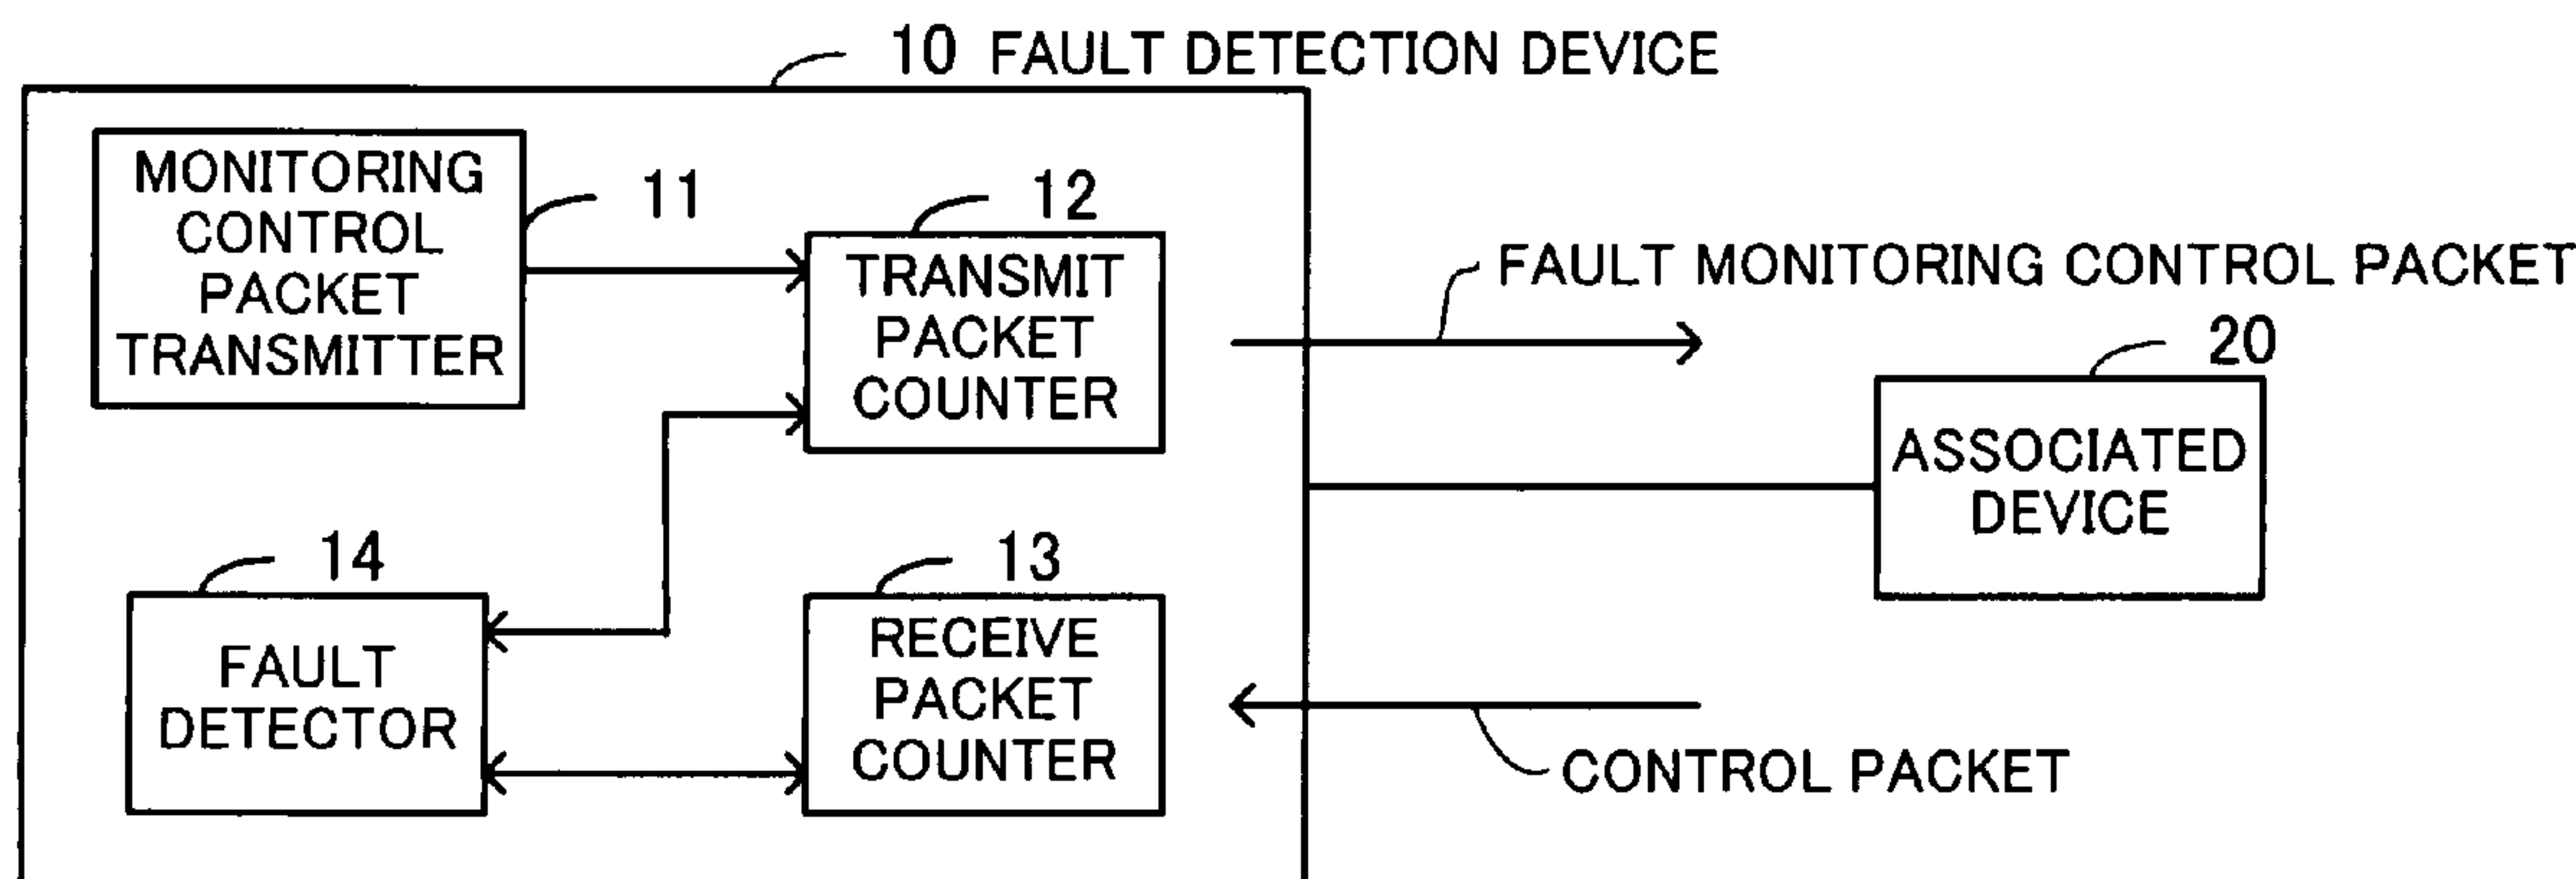 10 FAULT DETECTION DEVICE
MONITORING
CONTROL
PACKET
TRANSMITTER
11
12
TRANSMIT
PACKET
COUNTER
FAULT MONITORING CONTROL PACKET
20
ASSOCIATED
DEVICE
14
FAULT
DETECTOR
13
RECEIVE
PACKET
COUNTER
CONTROL PACKET